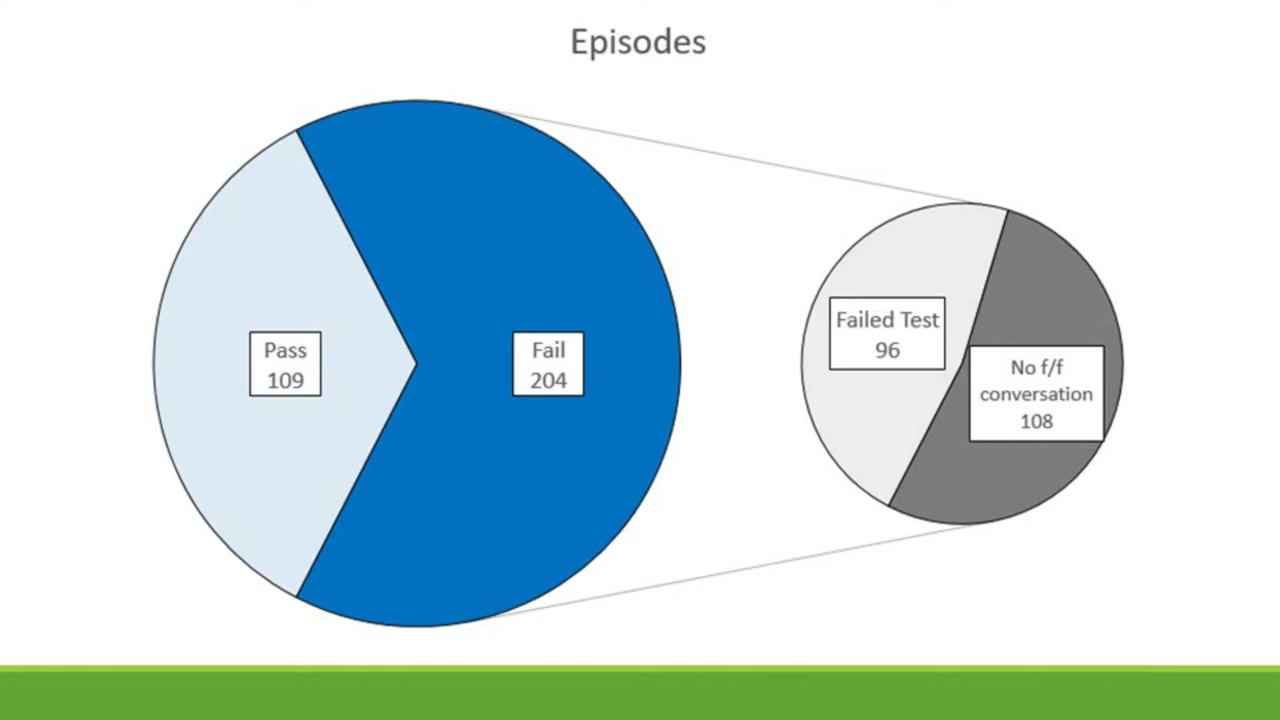 Episodes
Pass
109
Fail
204
Failed Test
96
No f/f
conversation
108